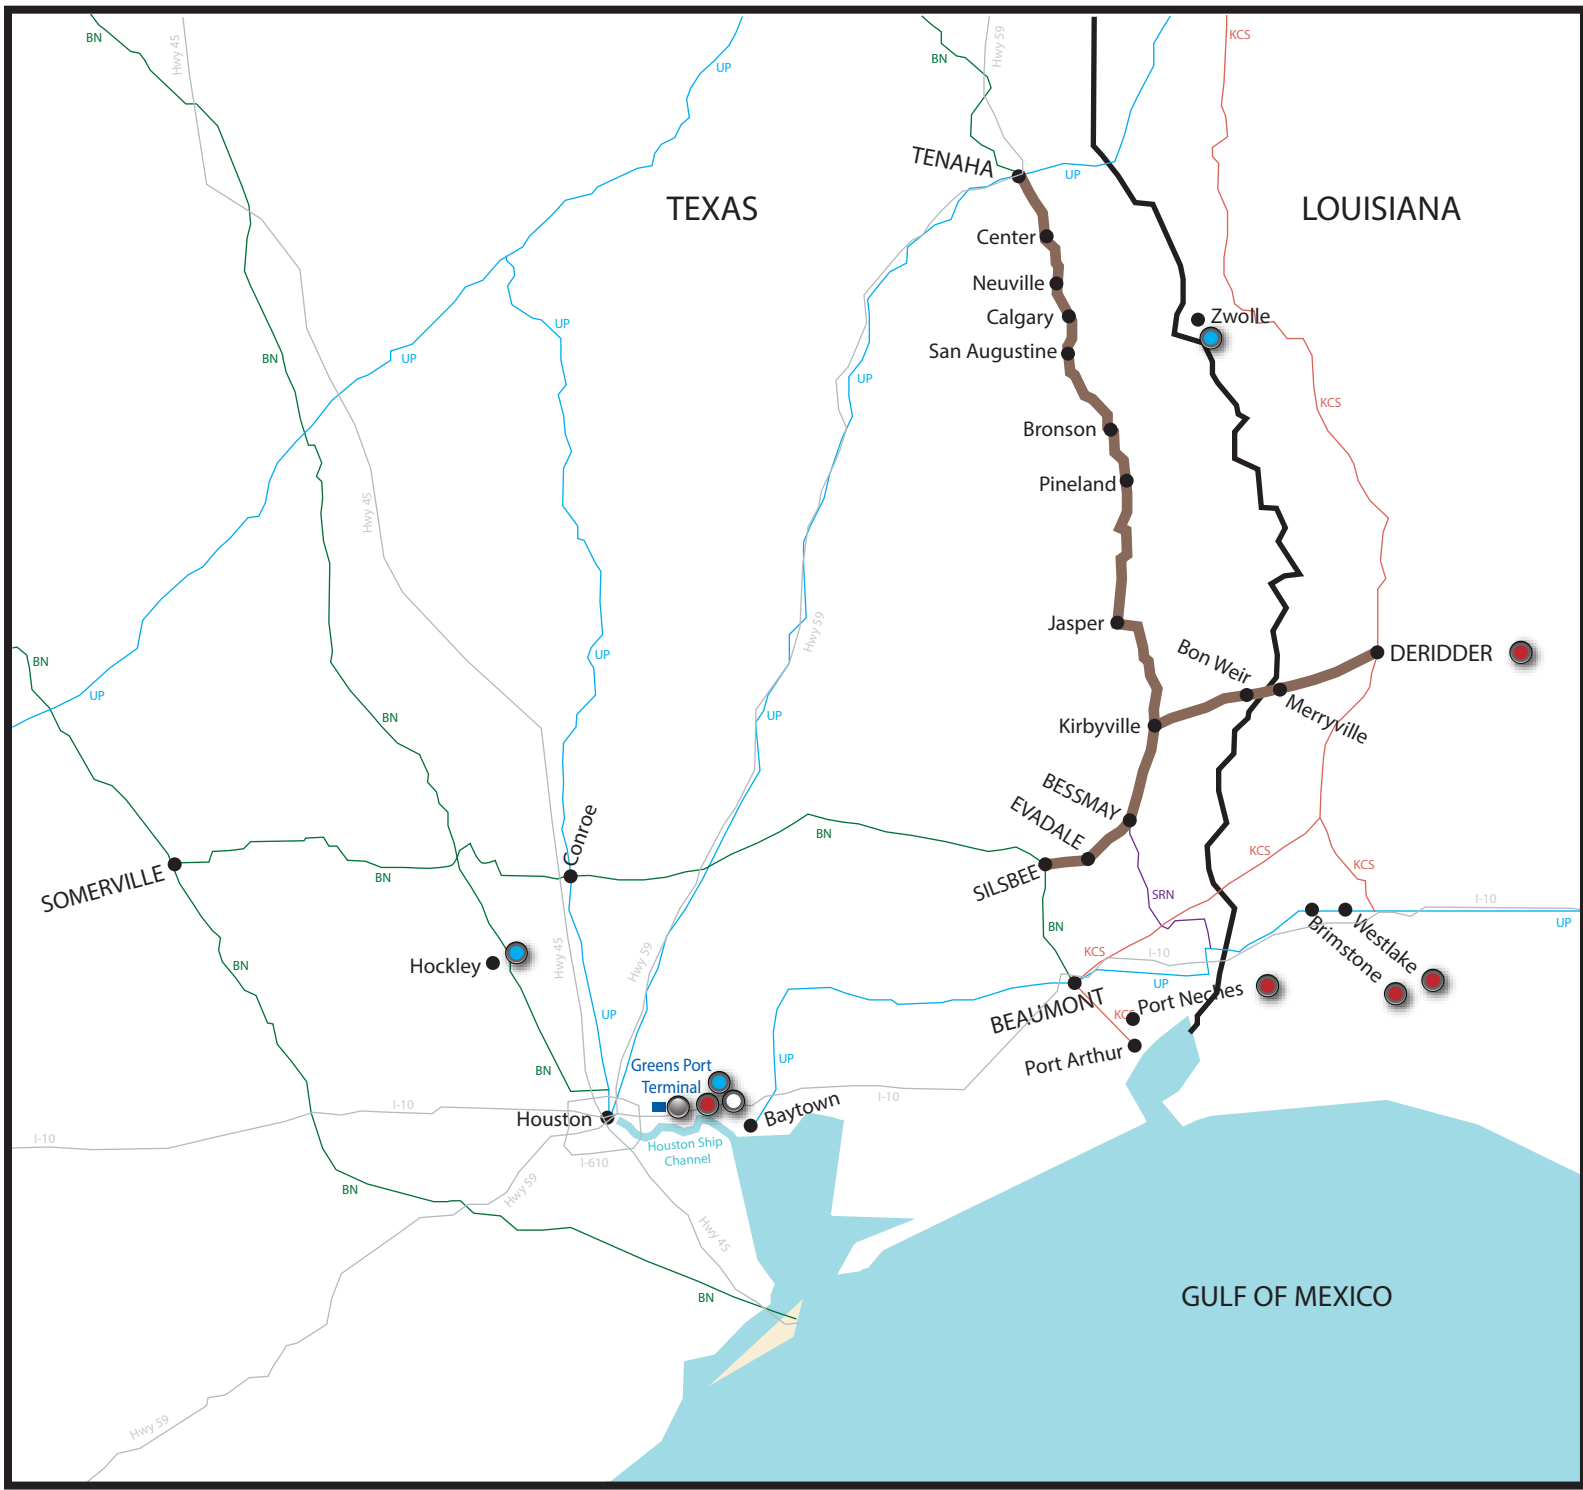 BN
Hwy 45
UP
BN
Hwy 59
KCS
TENAHA
UP
TEXAS
LOUISIANA
Center
Neuville
Calgary
Zwolle
UP
San Augustine
BN
UP
UP
KCS
Bronson
Pineland
Hwy 45
Jasper
Hwy 59
Bon Weir
DERIDDER
BN
UP
UP
BN
UP
Kirbyville
Merryville
BESSMAY
EVADALE
Conroe
BN
KCS
KCS
SOMERVILLE
BN
SILSBEE
SRN
I-10
BN
UP
Westlake
Brimstone
BN
Hockley
Hwy 45
Hwy 59
KCS
I-10
UP
BEAUMONT
Port Neches
KCS
UP
Port Arthur
BN
Greens Port
Terminal
UP
I-10
I-10
Houston
Baytown
I-10
Houston Ship
Channel
I-610
BN
Hwy 59
Hwy 45
BN
GULF OF MEXICO
Hwy 59